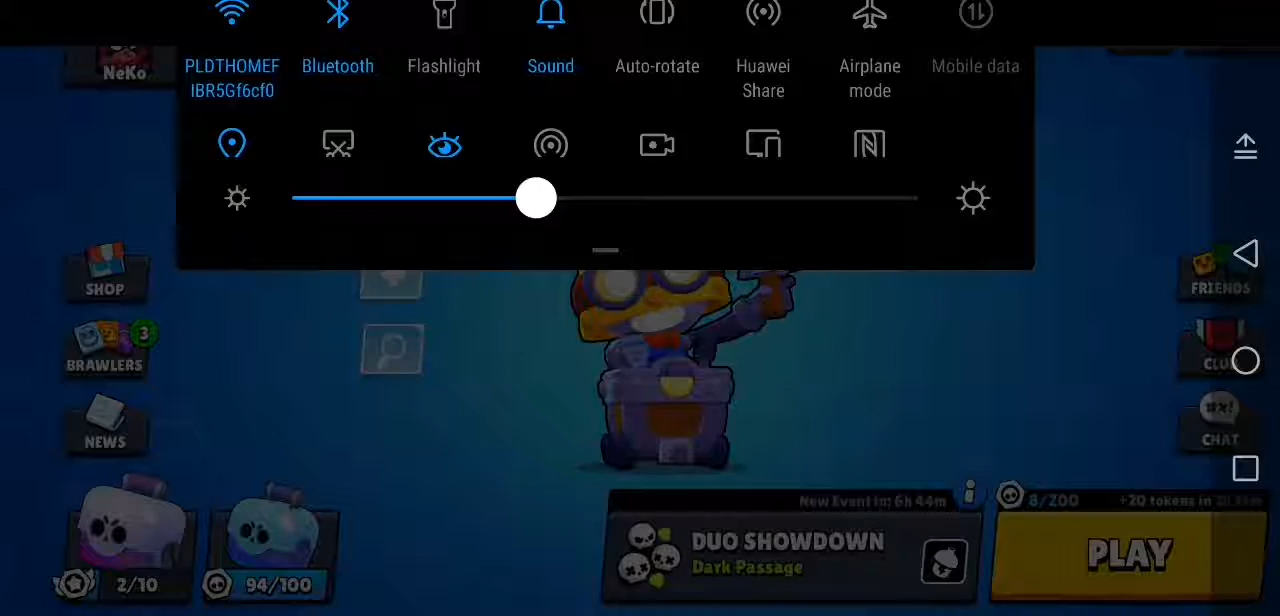 NeKo
PLDTHOMEF
IBR5Gf6cf0
Bluetooth
Flashlight
Sound
Auto-rotate
Huawei
Share
Airplane
mode
Mobile data
SHOP
3
BRAWLERS
NEWS
FRIENDS
CLUB
CHAT
2/10
94/100
New Event in: 6h 44m
DUO SHOWDOWN
Dark Passage
8/200
+20 tokens in
PLAY